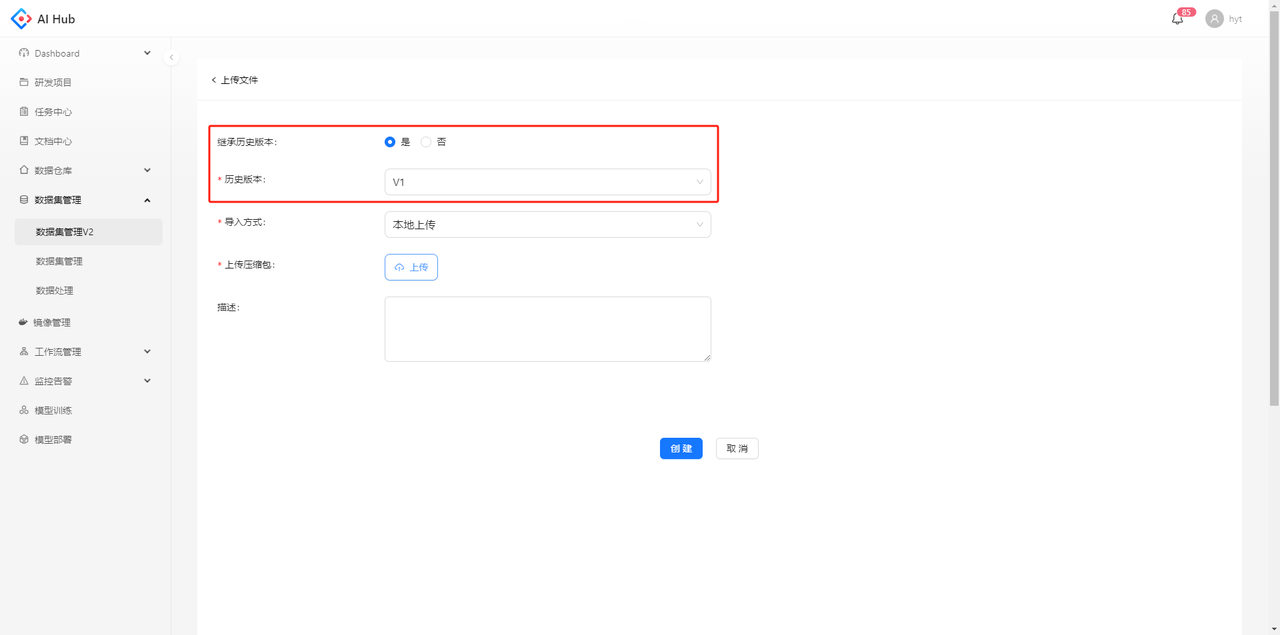 AI Hub
85
hyt
Dashboard
研发项目
任务中心
文档中心
数据仓库
数据集管理
数据集管理V2
数据集管理
数据处理
镜像管理
工作流管理
监控告警
模型训练
模型部署
< 上传文件
继承历史版本: 是 否
* 历史版本: V1
* 导入方式: 本地上传
* 上传压缩包: 上传
描述:
创建 取消